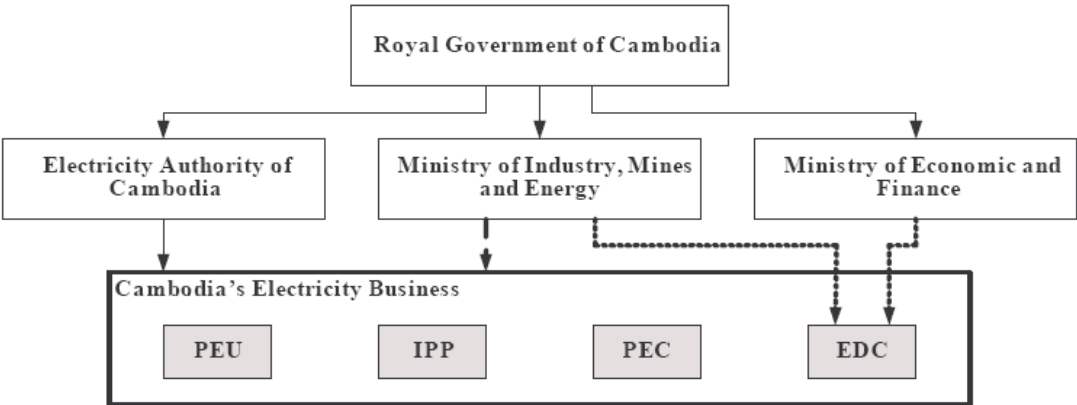 Royal Government of Cambodia
Electricity Authority of
Cambodia
Ministry of Industry, Mines
and Energy
Ministry of Economic and
Finance
Cambodia's Electricity Business
PEU
IPP
PEC
EDC